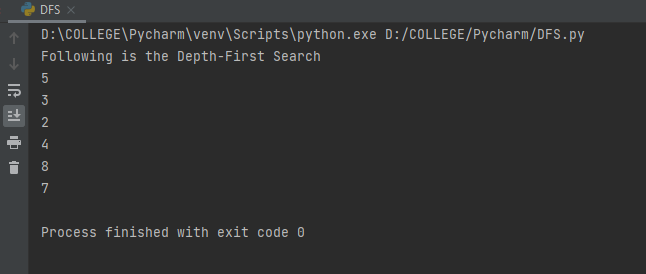 DFS
D:\COLLEGE\Pycharm\venv\Scripts\python.exe D:/COLLEGE/Pycharm/DFS.py
Following is the Depth-First Search
5
3
2
4
8
7
Process finished with exit code 0